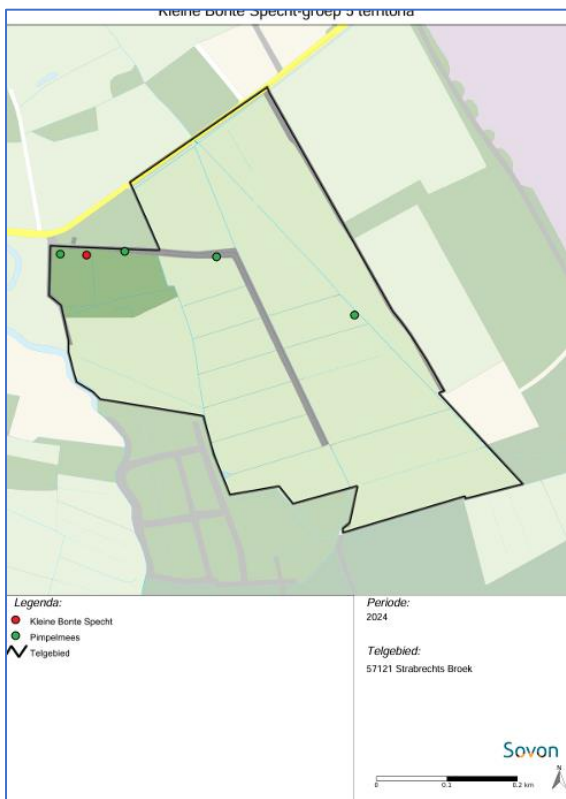 Kleine Bonte Specht-groep 5 territoria
Legenda:
Kleine Bonte Specht
Pimpelmees
Telgebied
Periode:
2024
Telgebied:
57121 Strabrechts Broek
Sovon
N
0 0.1 0.2 km